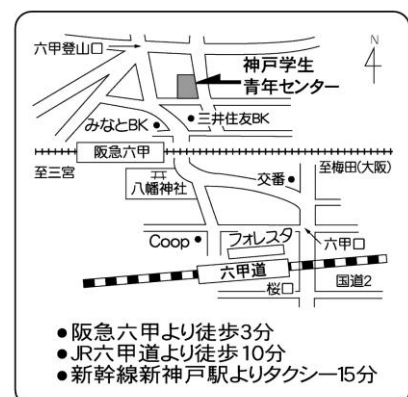 六甲登山口
神戸学生
青年センター
N
4
みなとBK
三井住友BK
阪急六甲
至三宮
至梅田(大阪)
八幡神社
交番
Coop
フォレスタ
六甲口
六甲道
桜口
国道2
●阪急六甲より徒歩3分
●JR六甲道より徒歩10分
●新幹線新神戸駅よりタクシー15分